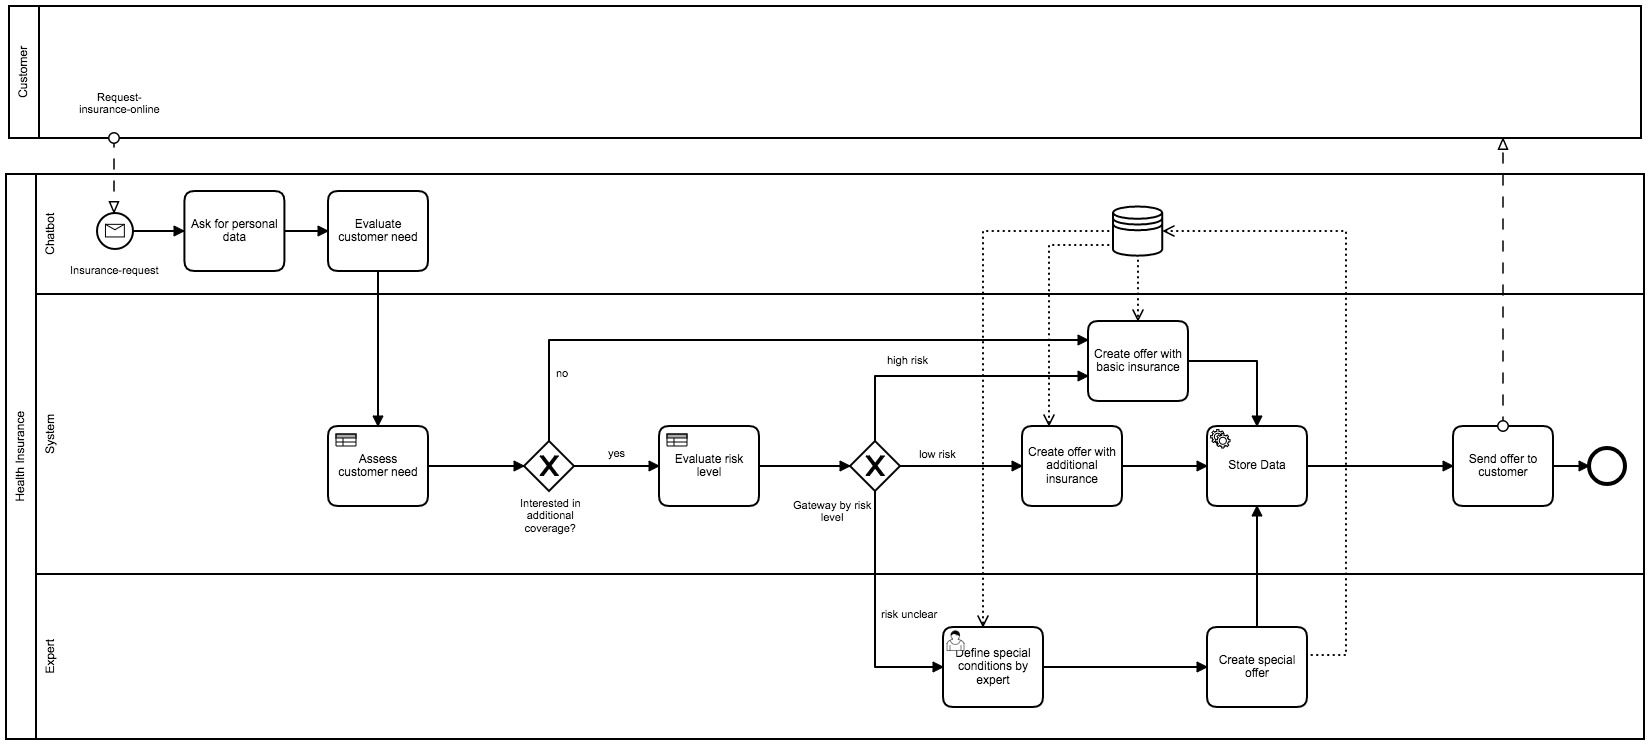 Customer
Request-
insurance-online
Health Insurance
Chatbot
Insurance-request
Ask for personal
data
Evaluate
customer need
System
Assess
customer need
no
Interested in
additional
coverage?
yes
Evaluate risk
level
Gateway by risk
level
high risk
low risk
risk unclear
Create offer with
basic insurance
Create offer with
additional
insurance
Store Data
Send offer to
customer
Expert
Define special
conditions by
expert
Create special
offer